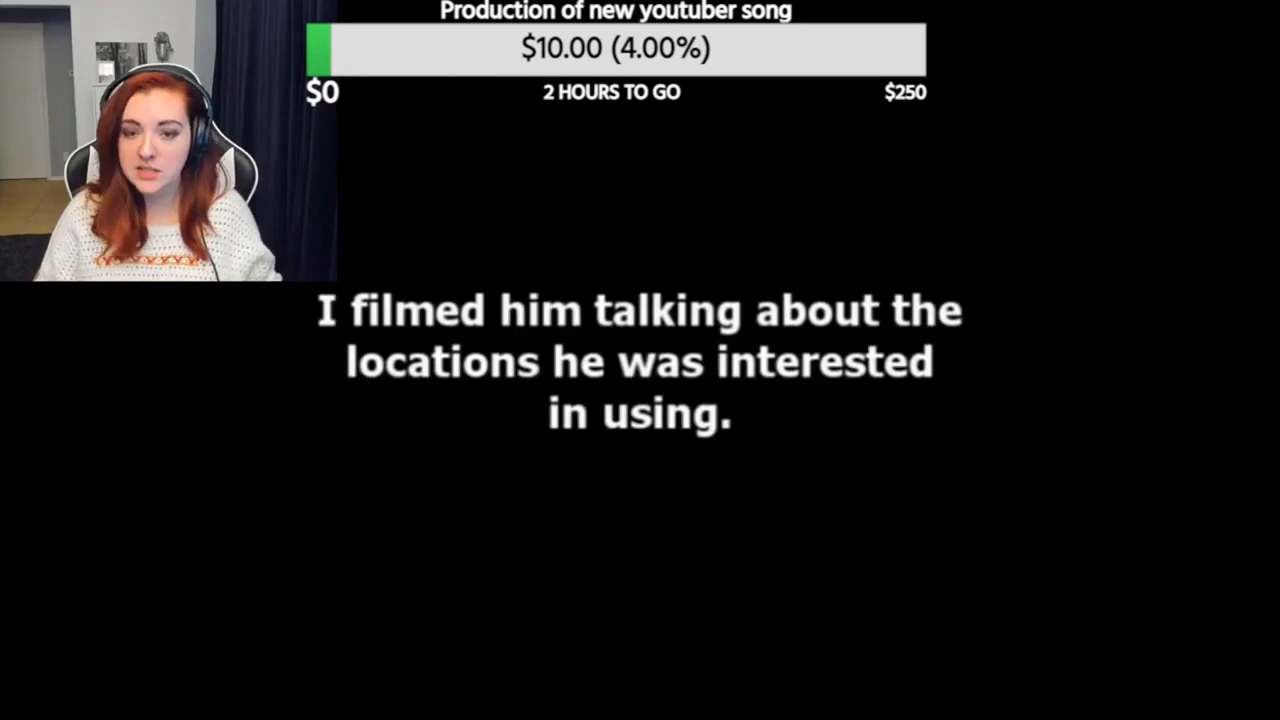 Production of new youtuber song
$10.00 (4.00%)
$0 2 HOURS TO GO $250
I filmed him talking about the
locations he was interested
in using.